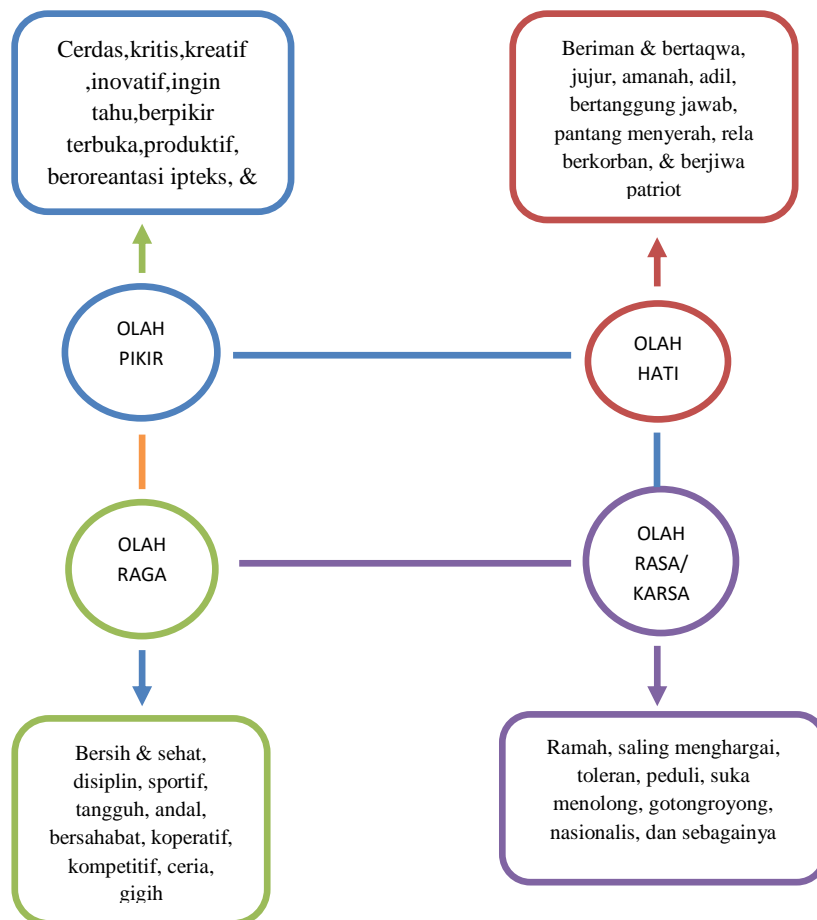 Cerdas,kritis,kreatif
,inovatif,ingin
tahu,berpikir
terbuka,produktif,
beroreantasi ipteks, &
Beriman & bertaqwa,
jujur, amanah, adil,
bertanggung jawab,
pantang menyerah, rela
berkorban, & berjiwa
patriot
OLAH
PIKIR
OLAH
HATI
OLAH
RAGA
OLAH
RASA/
KARSA
Bersih & sehat,
disiplin, sportif,
tangguh, andal,
bersahabat, koperatif,
kompetitif, ceria,
gigih
Ramah, saling menghargai,
toleran, peduli, suka
menolong, gotongroyong,
nasionalis, dan sebagainya